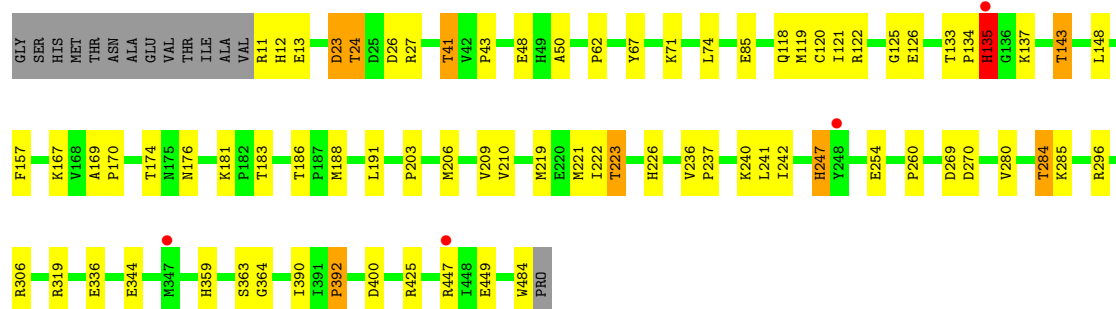 GLY SER HIS MET THR ASN ALA GLU VAL THR ILE ALA VAL R11 H12 E13 D23 T24 D25 D26 R27 T41 V42 P43 E48 H49 A50 P62 Y67 K71 L74 E85 Q118 M119 C120 I121 R122 G125 E126 T133 P134 H135 G136 K137 T143 L148
F157 K167 V168 A169 P170 T174 N175 N176 K181 P182 T183 T186 P187 M188 L191 P203 M206 V209 V210 M219 E220 M221 I222 T223 H226 V236 P237 K240 L241 I242 H247 Y248 E254 P260 D269 D270 V280 T284 K285 R296
R306 R319 E336 E344 M347 H359 S363 G364 I390 I391 P392 D400 R425 R447 I448 E449 W484 PRO